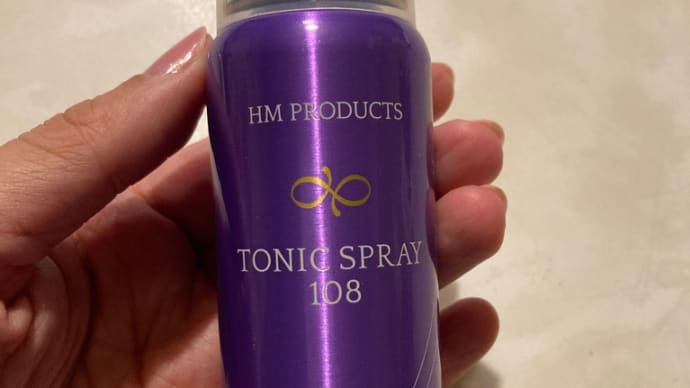 HM PRODUCTS
TONIC SPRAY
108